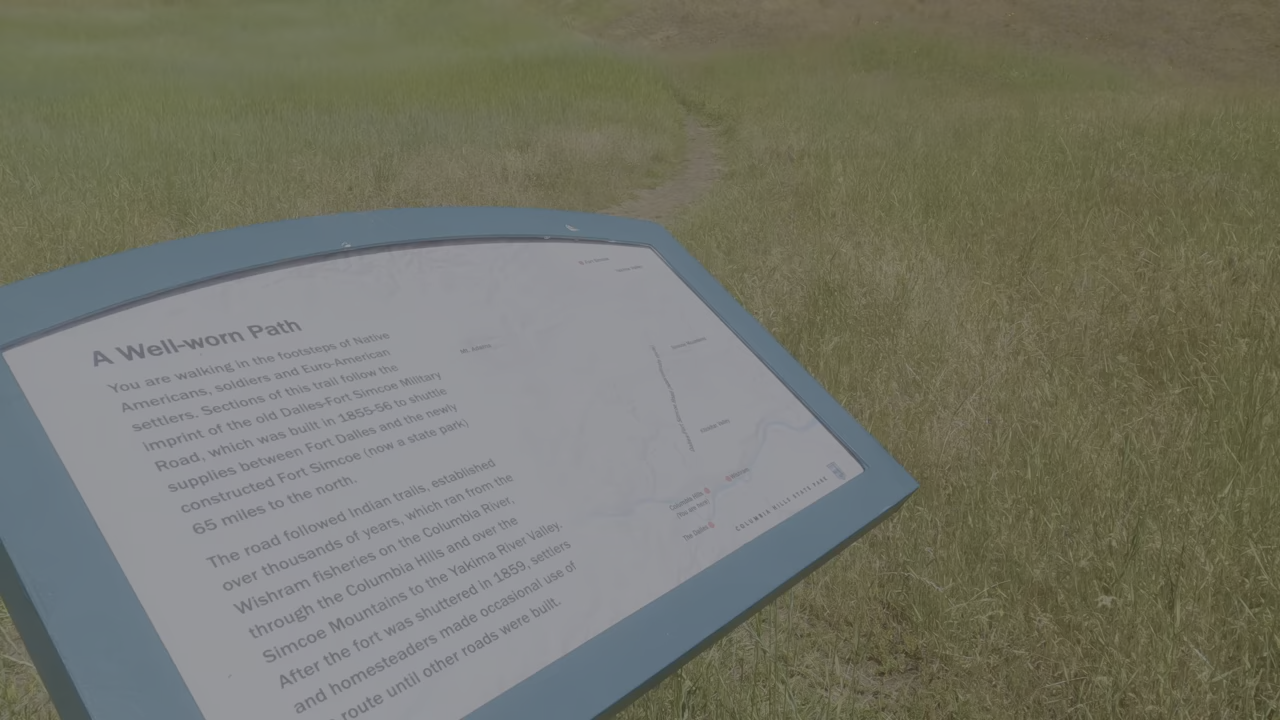 A Well-worn Path
You are walking in the footsteps of Native
Americans, soldiers and Euro-American
settlers. Sections of this trail follow the
imprint of the old Dalles-Fort Simcoe Military
Road, which was built in 1855-56 to shuttle
supplies between Fort Dalles and the newly
constructed Fort Simcoe (now a state park)
65 miles to the north.
The road followed Indian trails, established
over thousands of years, which ran from the
Wishram fisheries on the Columbia River,
through the Columbia Hills and over the
Simcoe Mountains to the Yakima River Valley.
After the fort was shuttered in 1859, settlers
and homesteaders made occasional use of
route until other roads were built.
Mt. Adams
Columbia Hills
(You are here)
The Dalles
COLUMBIA HILLS STATE PARK